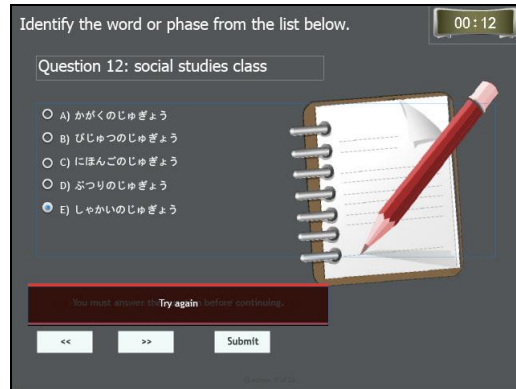 Identify the word or phase from the list below.
00:12
Question 12: social studies class
A) かがくのじゅぎょう
B) びじゅつのじゅぎょう
C) にほんごのじゅぎょう
D) ぶつりのじゅぎょう
E) しゃかいのじゅぎょう
You must answer the Try again before continuing.
<<
>>
Submit